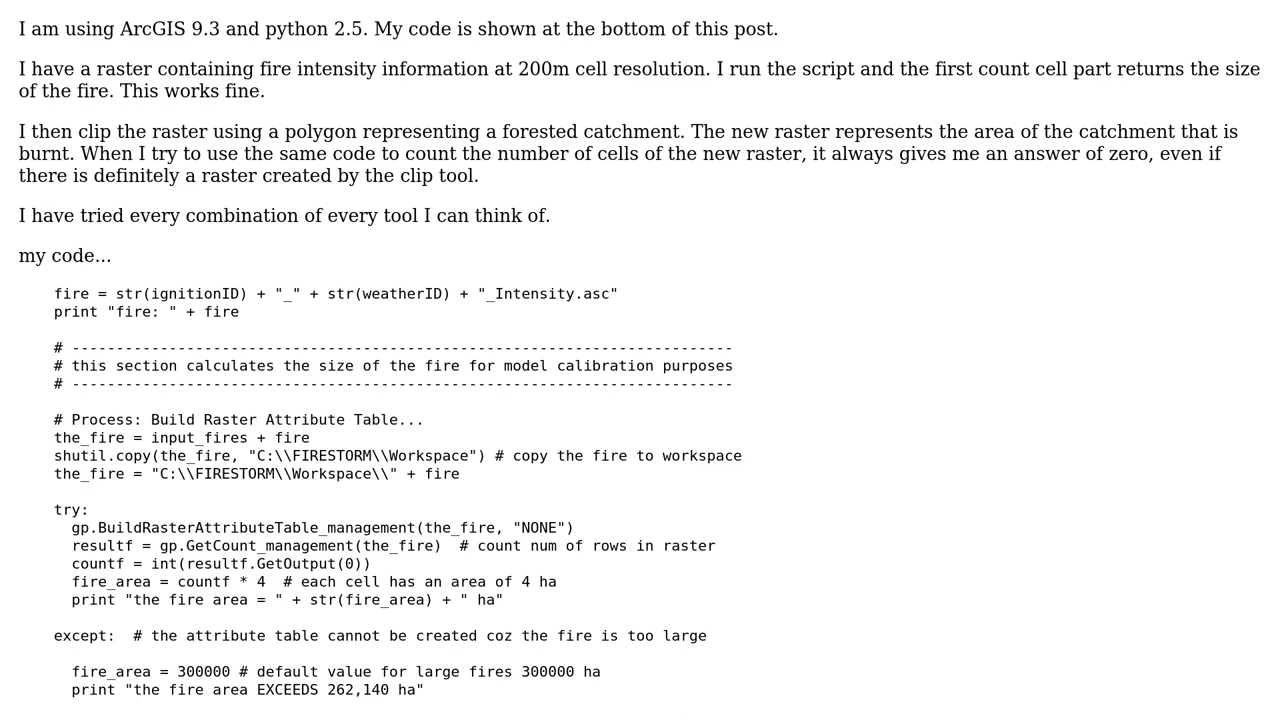 I am using ArcGIS 9.3 and python 2.5. My code is shown at the bottom of this post.
I have a raster containing fire intensity information at 200m cell resolution. I run the script and the first count cell part returns the size
of the fire. This works fine.
I then clip the raster using a polygon representing a forested catchment. The new raster represents the area of the catchment that is
burnt. When I try to use the same code to count the number of cells of the new raster, it always gives me an answer of zero, even if
there is definitely a raster created by the clip tool.
I have tried every combination of every tool I can think of.
my code...
fire = str(ignitionID) + "_" + str(weatherID) + "_Intensity.asc"
print "fire: " + fire
# ---------------------------------------------------------------------------
# this section calculates the size of the fire for model calibration purposes
# ---------------------------------------------------------------------------
# Process: Build Raster Attribute Table...
the_fire = input_fires + fire
shutil.copy(the_fire, "C:\\FIRESTORM\\Workspace") # copy the fire to workspace
the_fire = "C:\\FIRESTORM\\Workspace\\" + fire
try:
  gp.BuildRasterAttributeTable_management(the_fire, "NONE")
  resultf = gp.GetCount_management(the_fire)  # count num of rows in raster
  countf = int(resultf.GetOutput(0))
  fire_area = countf * 4  # each cell has an area of 4 ha
  print "the fire area = " + str(fire_area) + " ha"
except:  # the attribute table cannot be created coz the fire is too large
  fire_area = 300000 # default value for large fires 300000 ha
  print "the fire area EXCEEDS 262,140 ha"